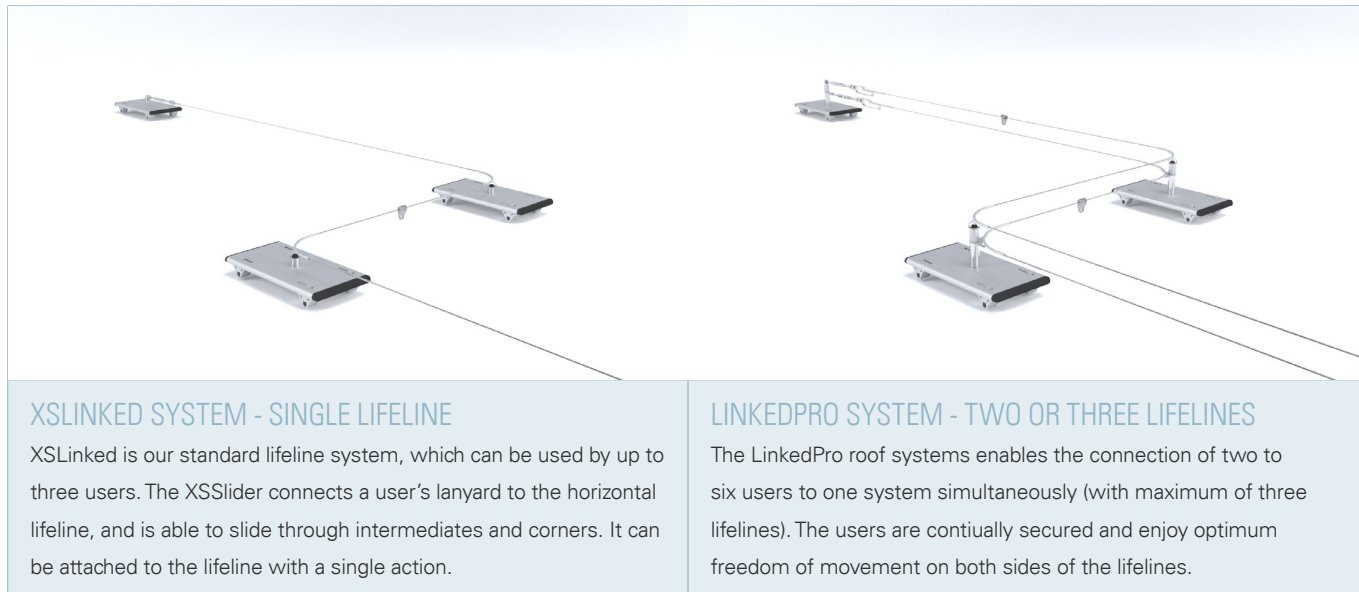 XSLINKED SYSTEM - SINGLE LIFELINE
XSLinked is our standard lifeline system, which can be used by up to
three users. The XSSlider connects a user's lanyard to the horizontal
lifeline, and is able to slide through intermediates and corners. It can
be attached to the lifeline with a single action.
LINKEDPRO SYSTEM - TWO OR THREE LIFELINES
The LinkedPro roof systems enables the connection of two to
six users to one system simultaneously (with maximum of three
lifelines). The users are contiually secured and enjoy optimum
freedom of movement on both sides of the lifelines.